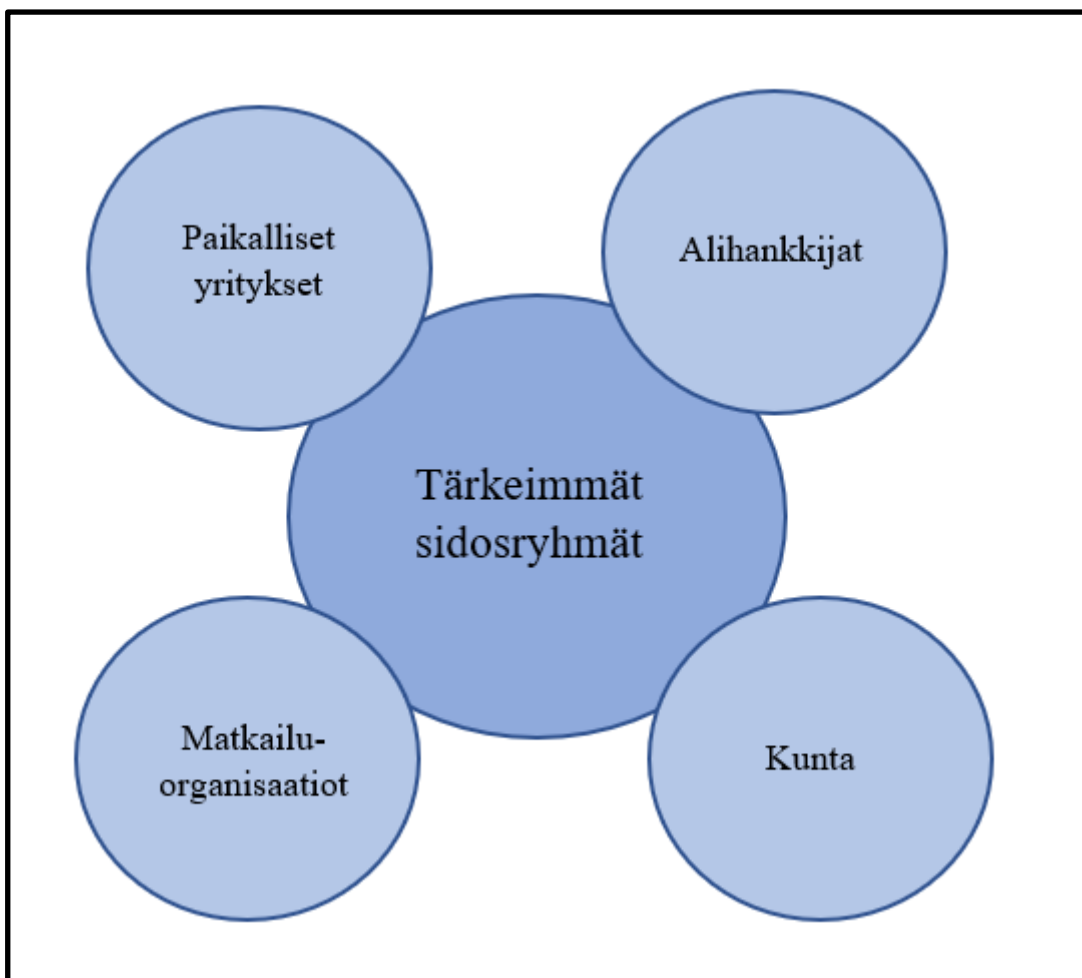 Paikalliset
yritykset
Alihankkijat
Tärkeimmät
sidosryhmät
Matkailu-
organisaatiot
Kunta